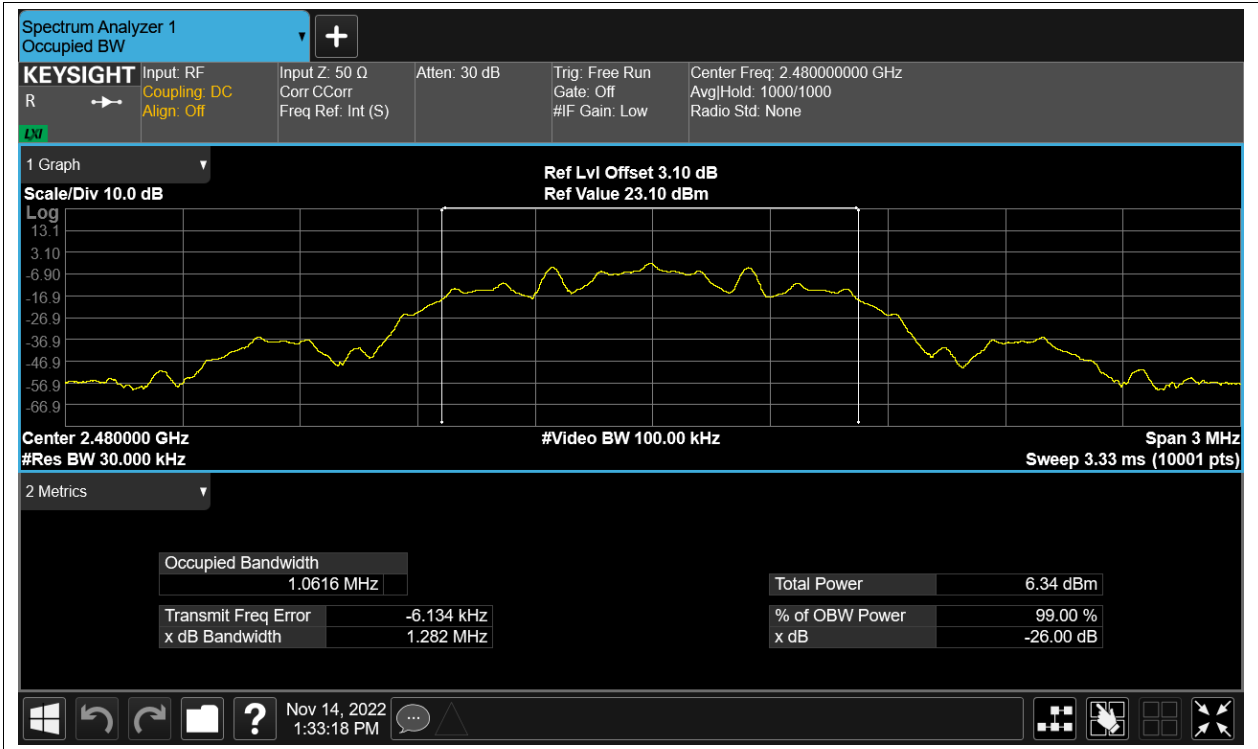 Spectrum Analyzer 1
Occupied BW
KEYSIGHT
R
LXI
Input: RF
Coupling: DC
Align: Off
Input Z: 50 Ω
Corr CCorr
Freq Ref: Int (S)
Atten: 30 dB
Trig: Free Run
Gate: Off
#IF Gain: Low
Center Freq: 2.480000000 GHz
Avg|Hold: 1000/1000
Radio Std: None
1 Graph
Ref Lvl Offset 3.10 dB
Scale/Div 10.0 dB
Ref Value 23.10 dBm
Log
13.1
3.10
-6.90
-16.9
-26.9
-36.9
-46.9
-56.9
-66.9
Center 2.480000 GHz
#Video BW 100.00 kHz
Span 3 MHz
#Res BW 30.000 kHz
Sweep 3.33 ms (10001 pts)
2 Metrics
Occupied Bandwidth
1.0616 MHz
Total Power 6.34 dBm
Transmit Freq Error -6.134 kHz
% of OBW Power 99.00 %
x dB Bandwidth 1.282 MHz
x dB -26.00 dB
?
Nov 14, 2022
1:33:18 PM